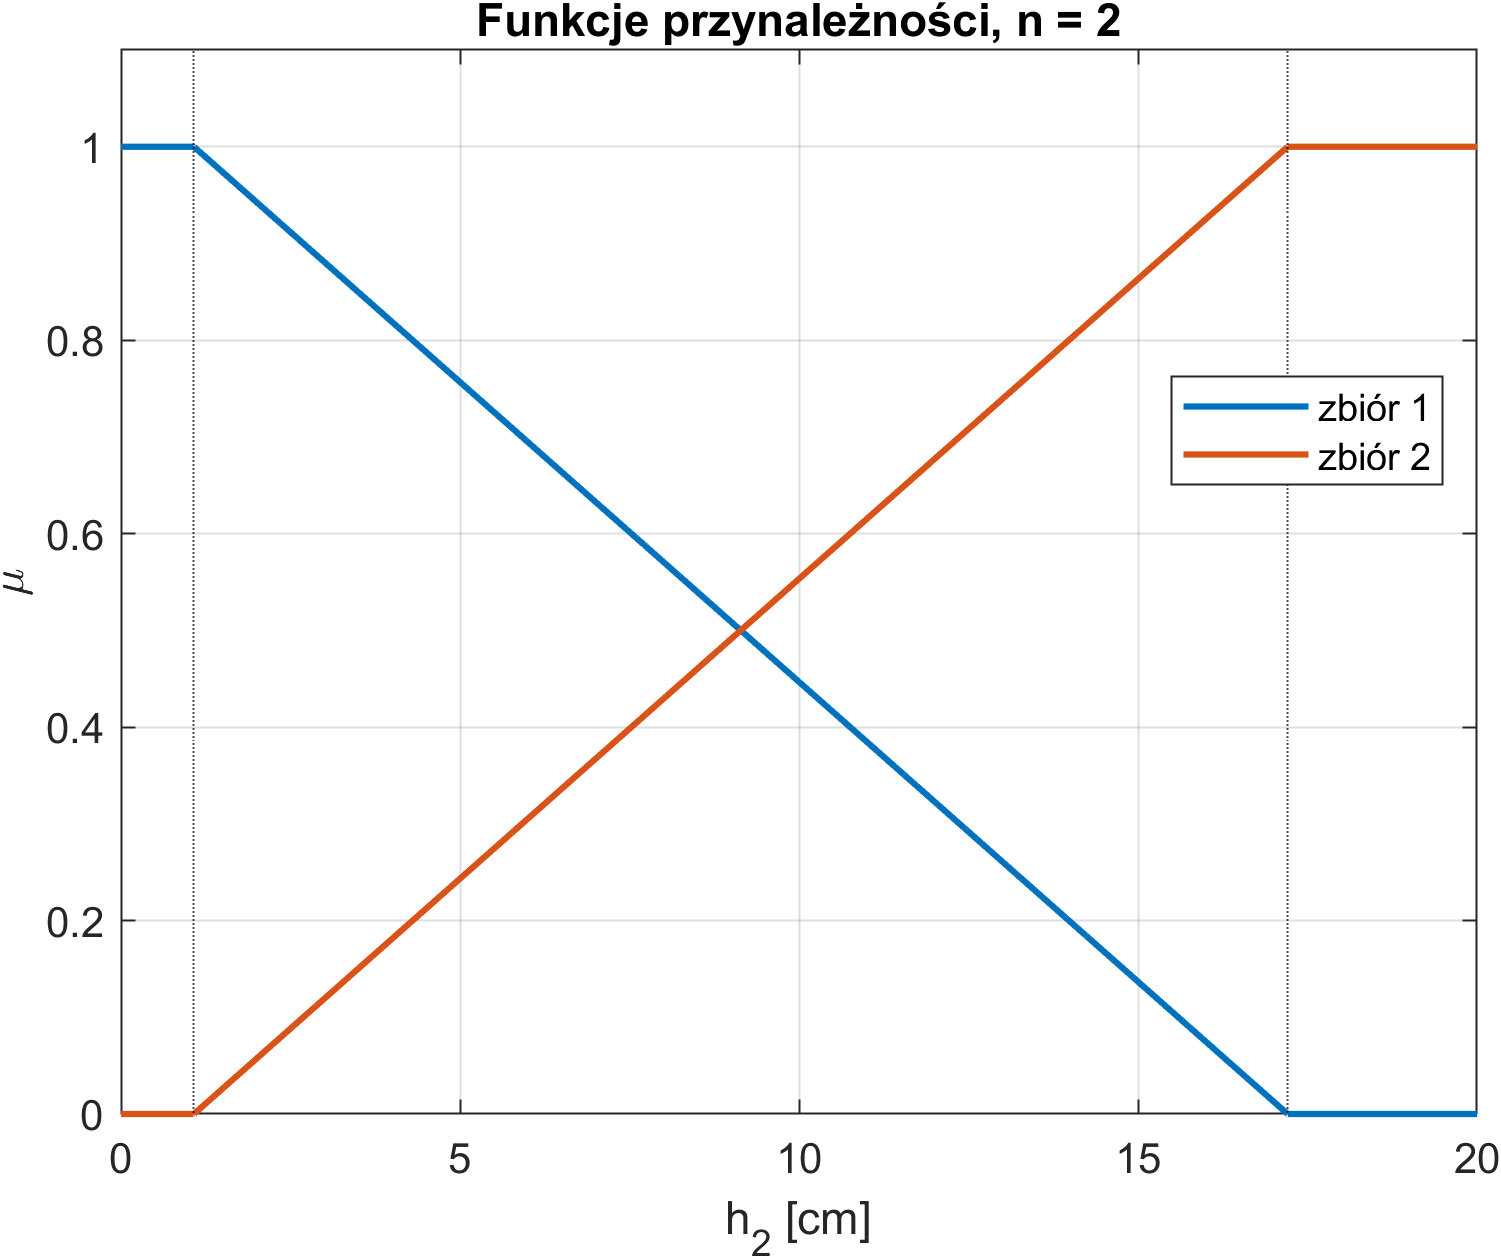 Funkcje przynależności, n = 2
1
0.8
0.6
0.4
0.2
0
μ
zbiór 1
zbiór 2
0 5 10 15 20
h₂ [cm]